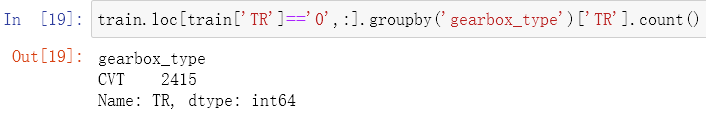 In [19]: train.loc[train['TR']=='0',:].groupby('gearbox_type')['TR'].count()
Out[19]: gearbox_type
CVT    2415
Name: TR, dtype: int64